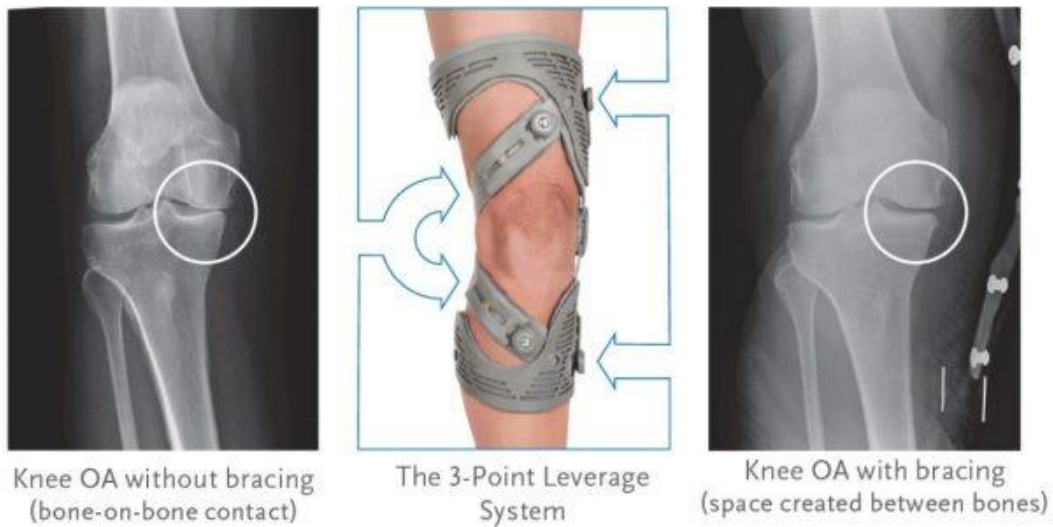 Knee OA without bracing
(bone-on-bone contact)
The 3-Point Leverage
System
Knee OA with bracing
(space created between bones)